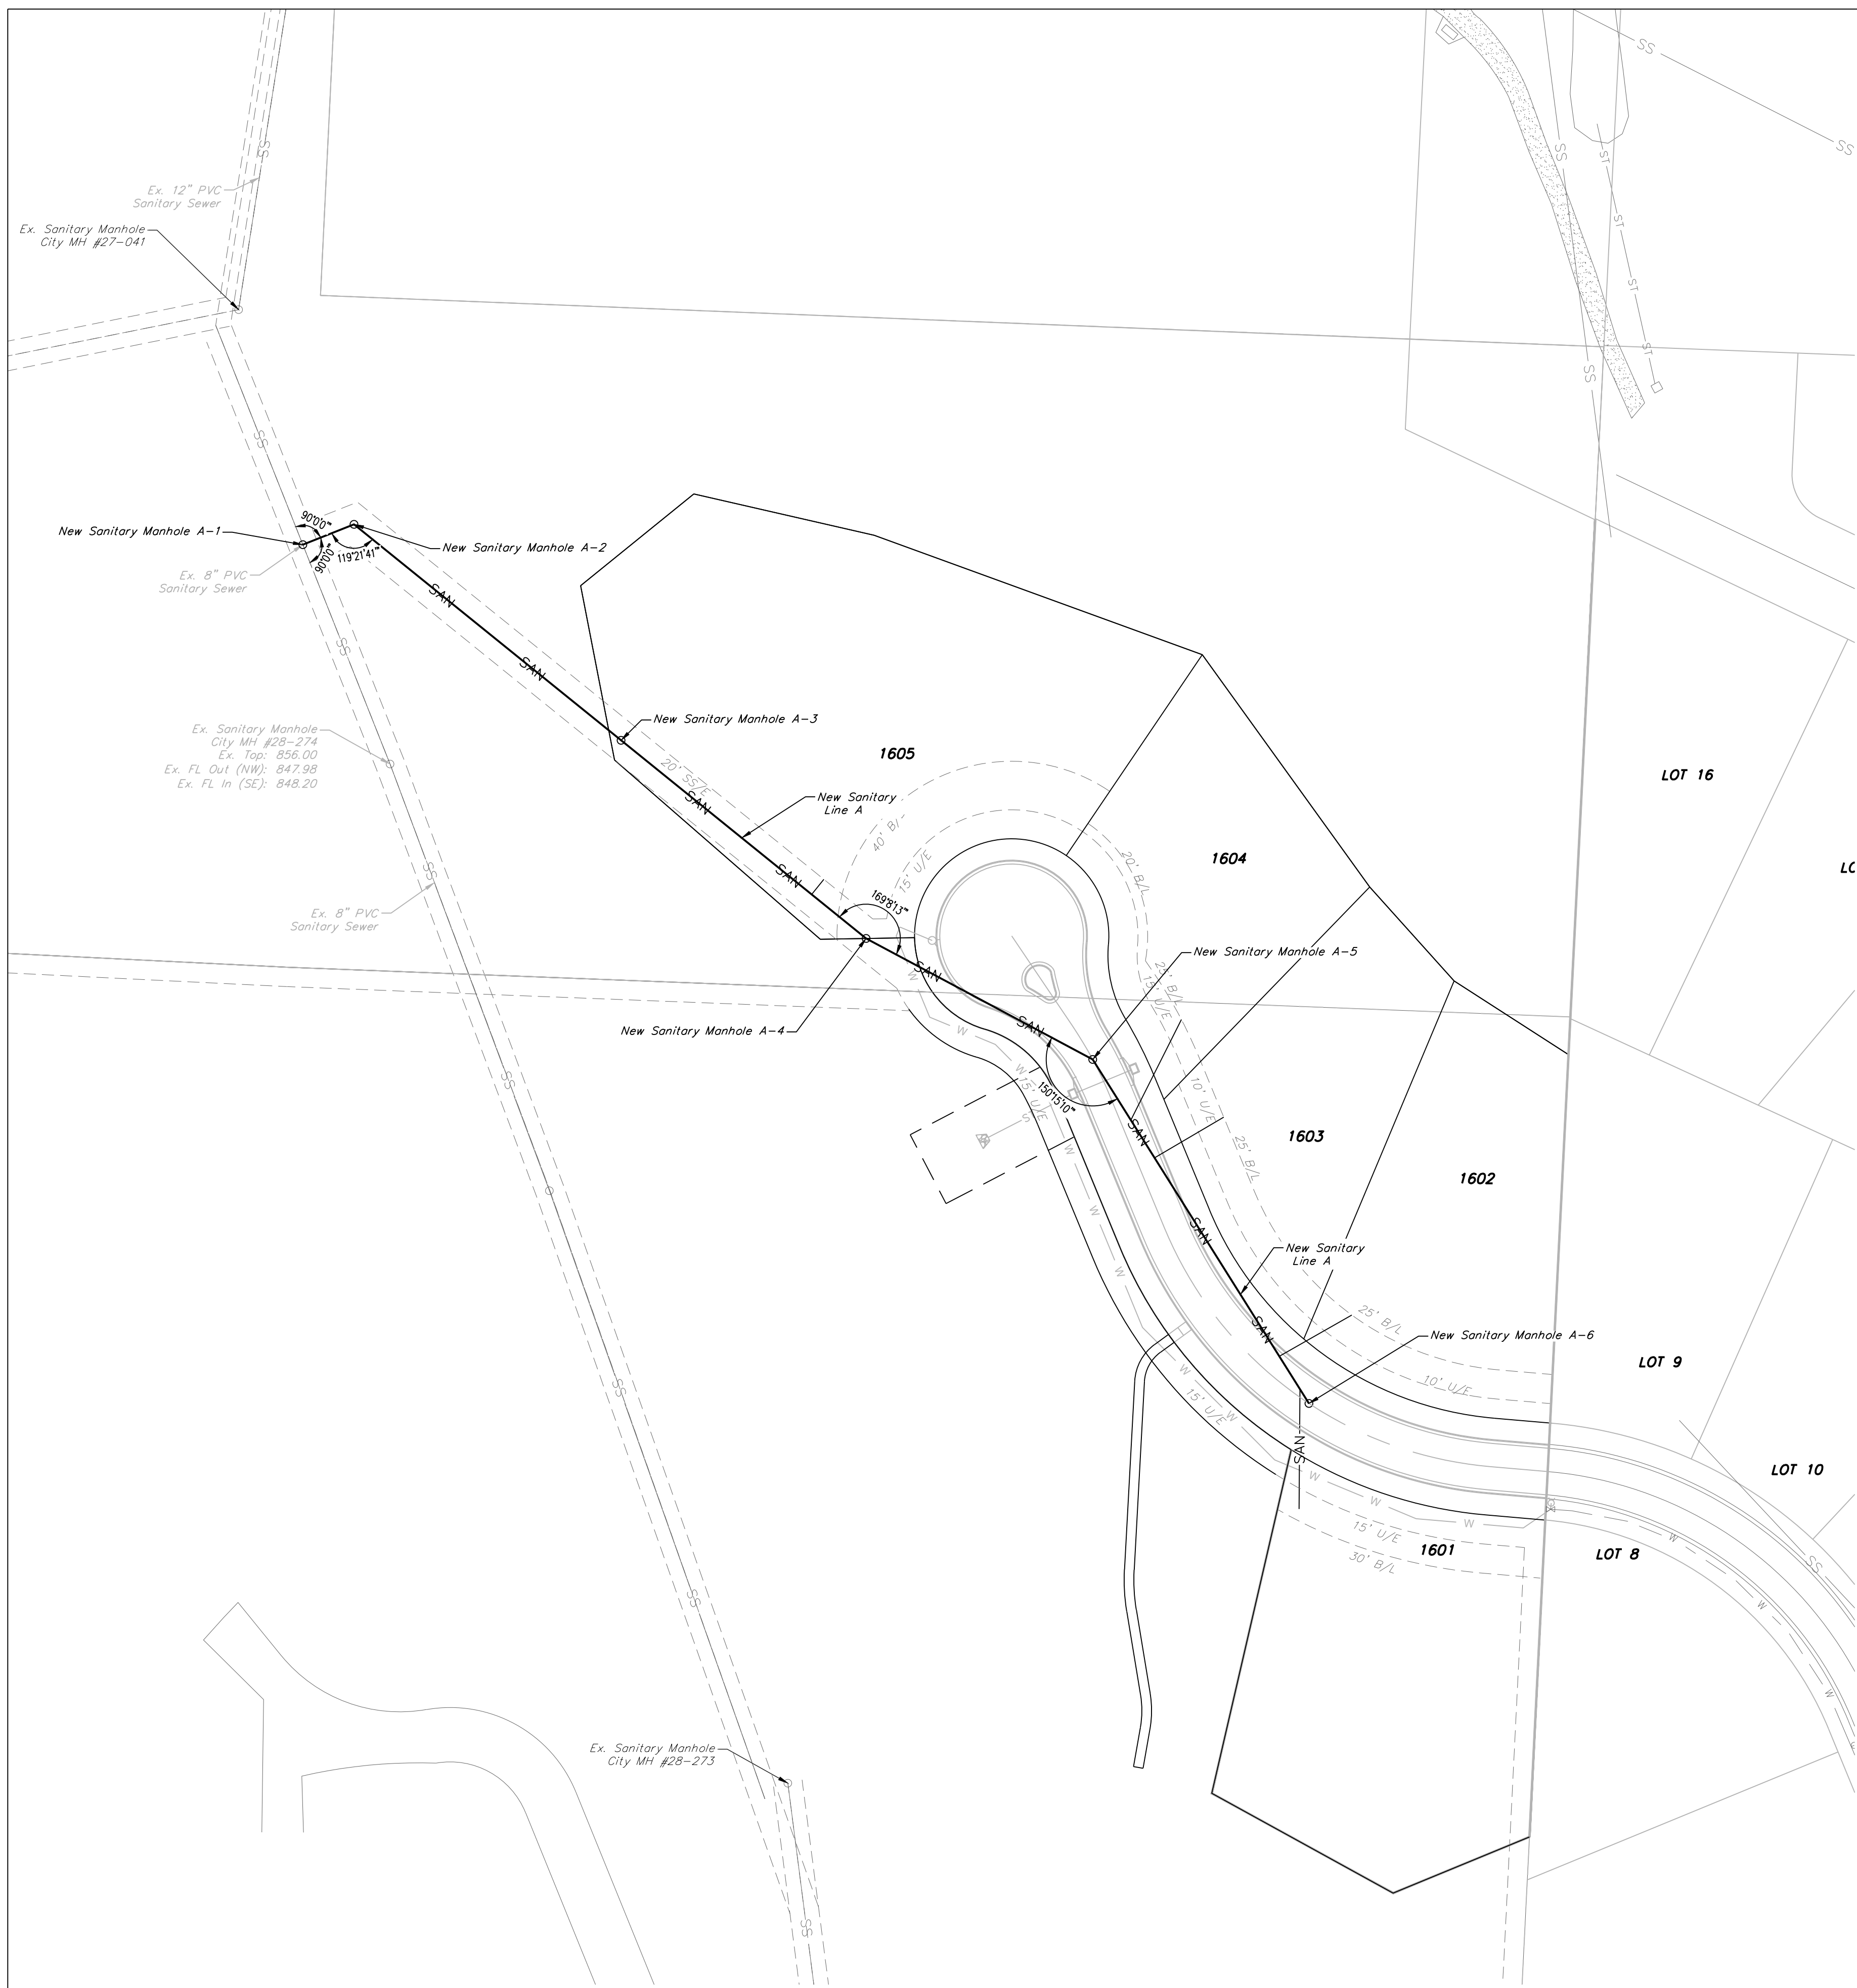 SS
SS
SS
Ex. 12" PVC
Sanitary Sewer
SS
ST
Ex. Sanitary Manhole
City MH #27-041
ST
ST
ST
SS
SS
90°0'0"
New Sanitary Manhole A-1
New Sanitary Manhole A-2
119°21'41"
90°0'0"
Ex. 8" PVC
Sanitary Sewer
SAN
SS
SAN
New Sanitary Manhole A-3
Ex. Sanitary Manhole
City MH #28-274
Ex. Top: 856.00
Ex. FL Out (NW): 847.98
Ex. FL In (SE): 848.20
1605
LOT 16
20' SS/E
SAN
New Sanitary
Line A
40' B/
15' U/E
20' B/L
1604
LO
SS
SAN
169°8'13"
Ex. 8" PVC
Sanitary Sewer
New Sanitary Manhole A-5
SAN
W
25' B/L
15' U/E
New Sanitary Manhole A-4
SAN
W
W
15' U/E
150°15'10"
10' U/E
SS
S
SAN
W
25' B/L
1603
1602
W
SAN
W
New Sanitary
Line A
25' B/L
SAN
New Sanitary Manhole A-6
LOT 9
W
10' U/E
15' U/E
W
SS
SAN
LOT 10
W
W
W
15' U/E
W
1601
LOT 8
30' B/L
SS
W
SS
W
Ex. Sanitary Manhole
City MH #28-273
SS